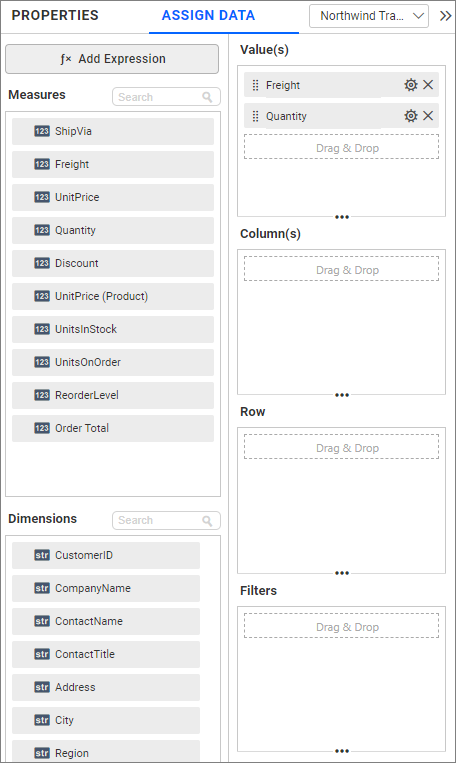 PROPERTIES
ASSIGN DATA
Northwind Tra...
ƒx Add Expression
Measures
Search
123 ShipVia
123 Freight
123 UnitPrice
123 Quantity
123 Discount
123 UnitPrice (Product)
123 UnitsInStock
123 UnitsOnOrder
123 ReorderLevel
123 Order Total
Dimensions
Search
str CustomerID
str CompanyName
str ContactName
str ContactTitle
str Address
str City
str Region
Value(s)
Freight
Quantity
Drag & Drop
Column(s)
Drag & Drop
Row
Drag & Drop
Filters
Drag & Drop